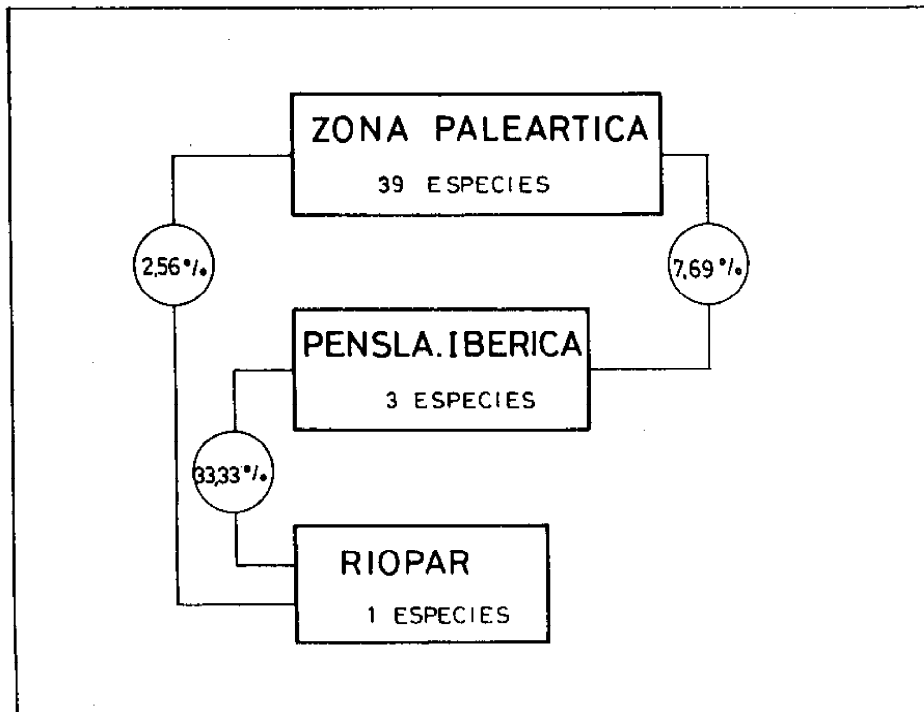 ZONA PALEARTICA
39 ESPECIES
2,56%
7,69%
PENSLA.IBERICA
3 ESPECIES
33,33%
RIOPAR
1 ESPECIES